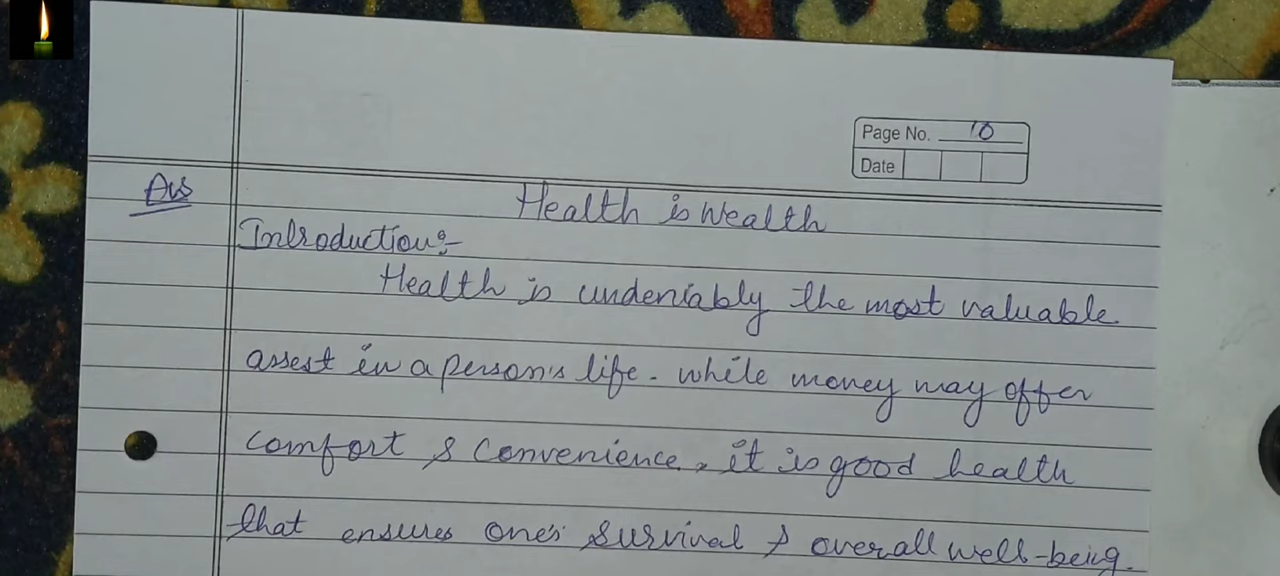 Page No. 10
Date
Ans
Health is Wealth
Introduction:-
Health is undeniably the most valuable
assest in a person's life. while money may offer
comfort & convenience, it is good health
that ensures one's survival & overall well-being.